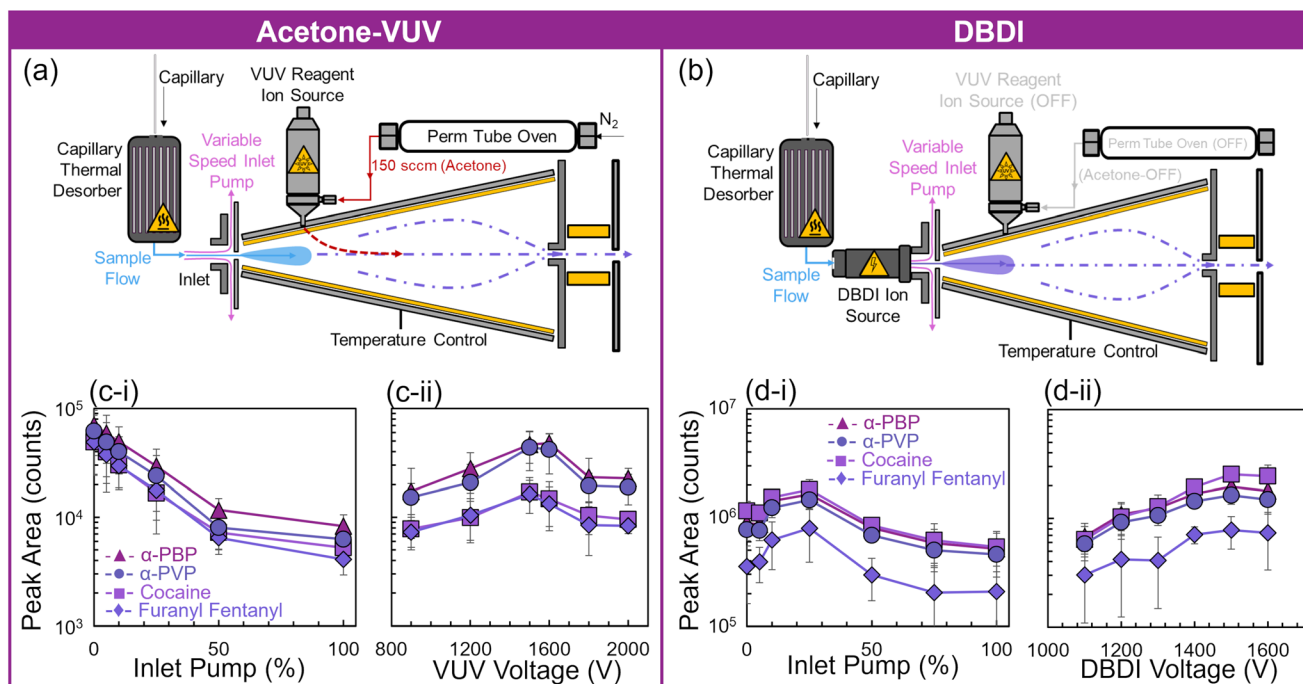 Acetone-VUV
DBDI
(a)
Capillary
VUV Reagent
Ion Source
N2
Perm Tube Oven
150 sccm (Acetone)
Variable
Speed Inlet
Pump
Capillary
Thermal
Desorber
Sample
Flow
Inlet
Temperature Control
(b)
Capillary
VUV Reagent
Ion Source (OFF)
Perm Tube Oven (OFF)
(Acetone-OFF)
Variable
Speed Inlet
Pump
Capillary
Thermal
Desorber
Sample
Flow
DBDI Ion
Source
Temperature Control
(c-i)
Peak Area (counts)
10^5
10^4
10^3
α-PBP
α-PVP
Cocaine
Furanyl Fentanyl
0 50 100
Inlet Pump (%)
(c-ii)
800 1200 1600 2000
VUV Voltage (V)
(d-i)
Peak Area (counts)
10^7
10^6
10^5
α-PBP
α-PVP
Cocaine
Furanyl Fentanyl
0 50 100
Inlet Pump (%)
(d-ii)
1000 1200 1400 1600
DBDI Voltage (V)